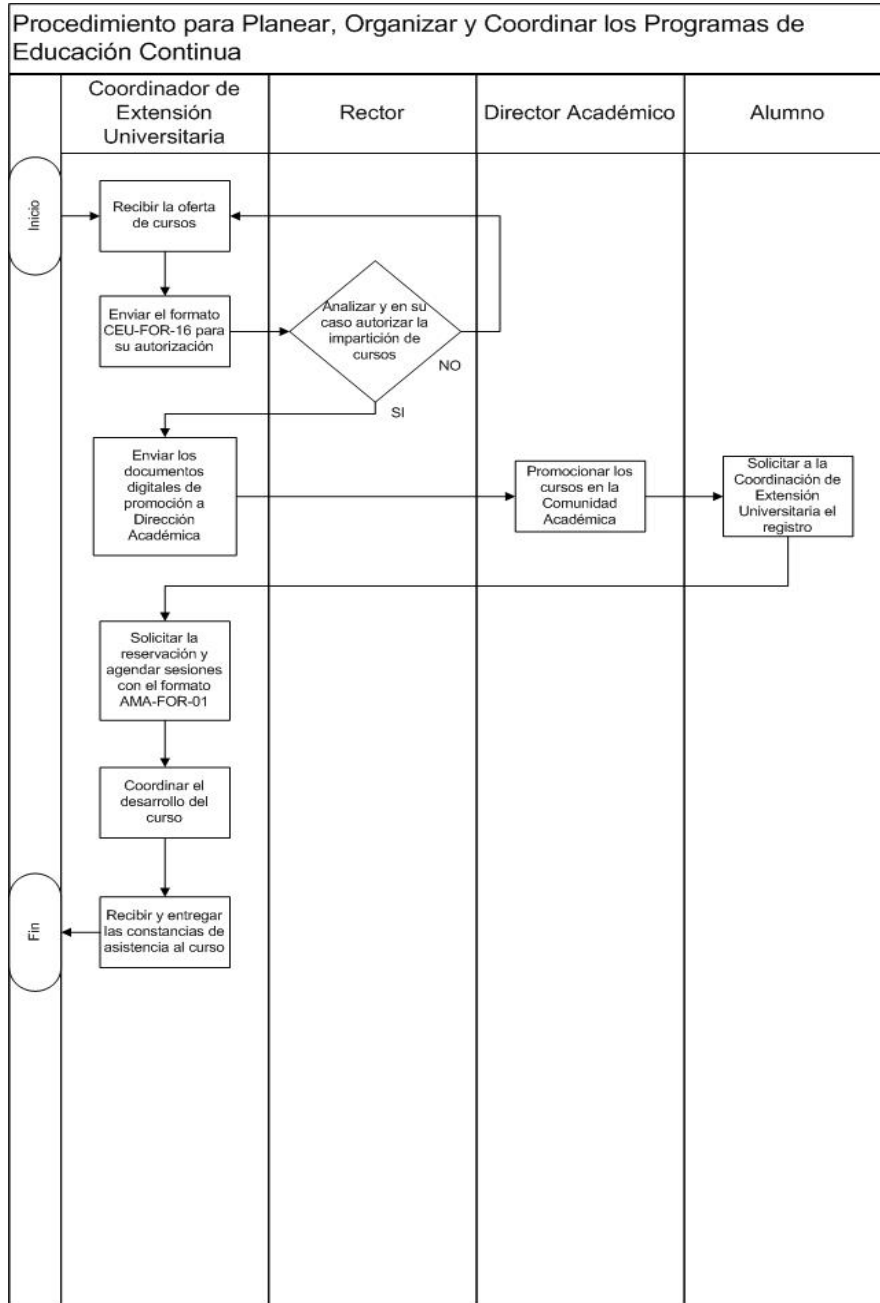 Procedimiento para Planear, Organizar y Coordinar los Programas de
Educación Continua
Coordinador de
Extensión
Universitaria
Rector
Director Académico
Alumno
Inicio
Recibir la oferta
de cursos
Enviar el formato
CEU-FOR-16 para
su autorización
Analizar y en su
caso autorizar la
impartición de
cursos
NO
SI
Enviar los
documentos
digitales de
promoción a
Dirección
Académica
Promocionar los
cursos en la
Comunidad
Académica
Solicitar a la
Coordinación de
Extensión
Universitaria el
registro
Solicitar la
reservación y
agendar sesiones
con el formato
AMA-FOR-01
Coordinar el
desarrollo del
curso
Recibir y entregar
las constancias de
asistencia al curso
Fin